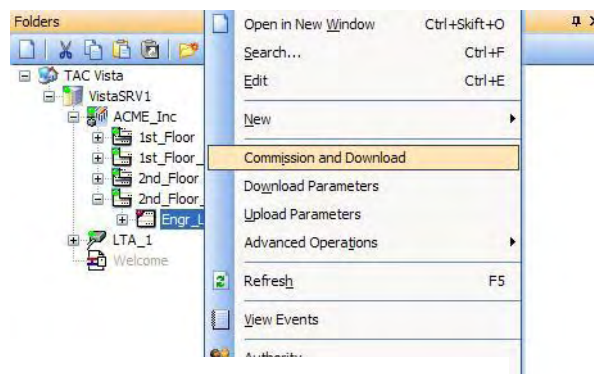 Folders
TAC Vista
VistaSRV1
ACME_Inc
1st_Floor
1st_Floor_
2nd_Floor
2nd_Floor_
Engr_L
LTA_1
Welcome
Open in New Window Ctrl+Skift+O
Search... Ctrl+F
Edit Ctrl+E
New
Commission and Download
Download Parameters
Upload Parameters
Advanced Operations
Refresh F5
View Events
Authority